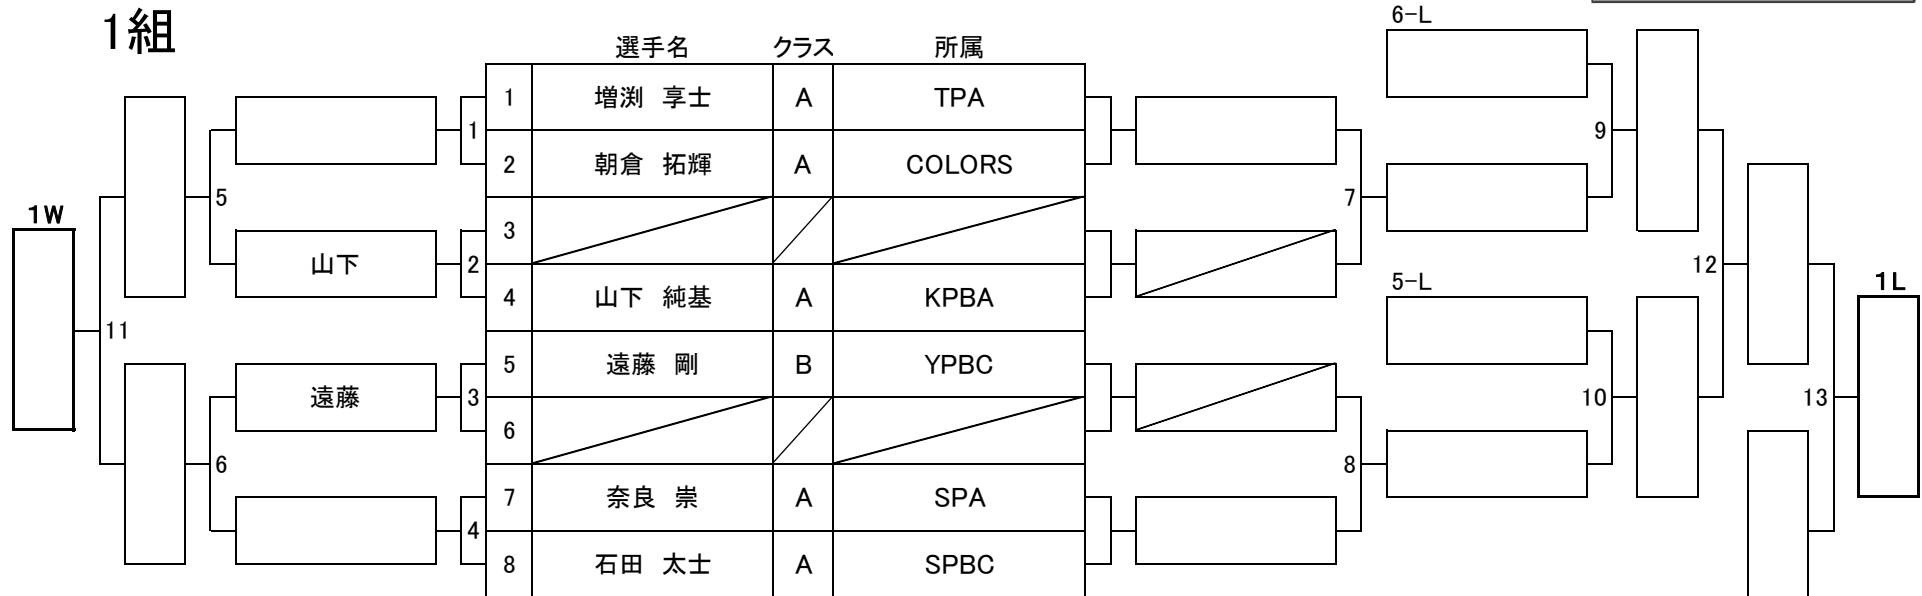 1組
6-L
選手名 クラス 所属
1 増渕 享士 A TPA
1
9
2 朝倉 拓輝 A COLORS
5
7
1W
3
山下
2
12
4 山下 純基 A KPBA
5-L
1L
11
5 遠藤 剛 B YPBC
遠藤
3
10
13
6
6
8
7 奈良 崇 A SPA
4
8 石田 太士 A SPBC